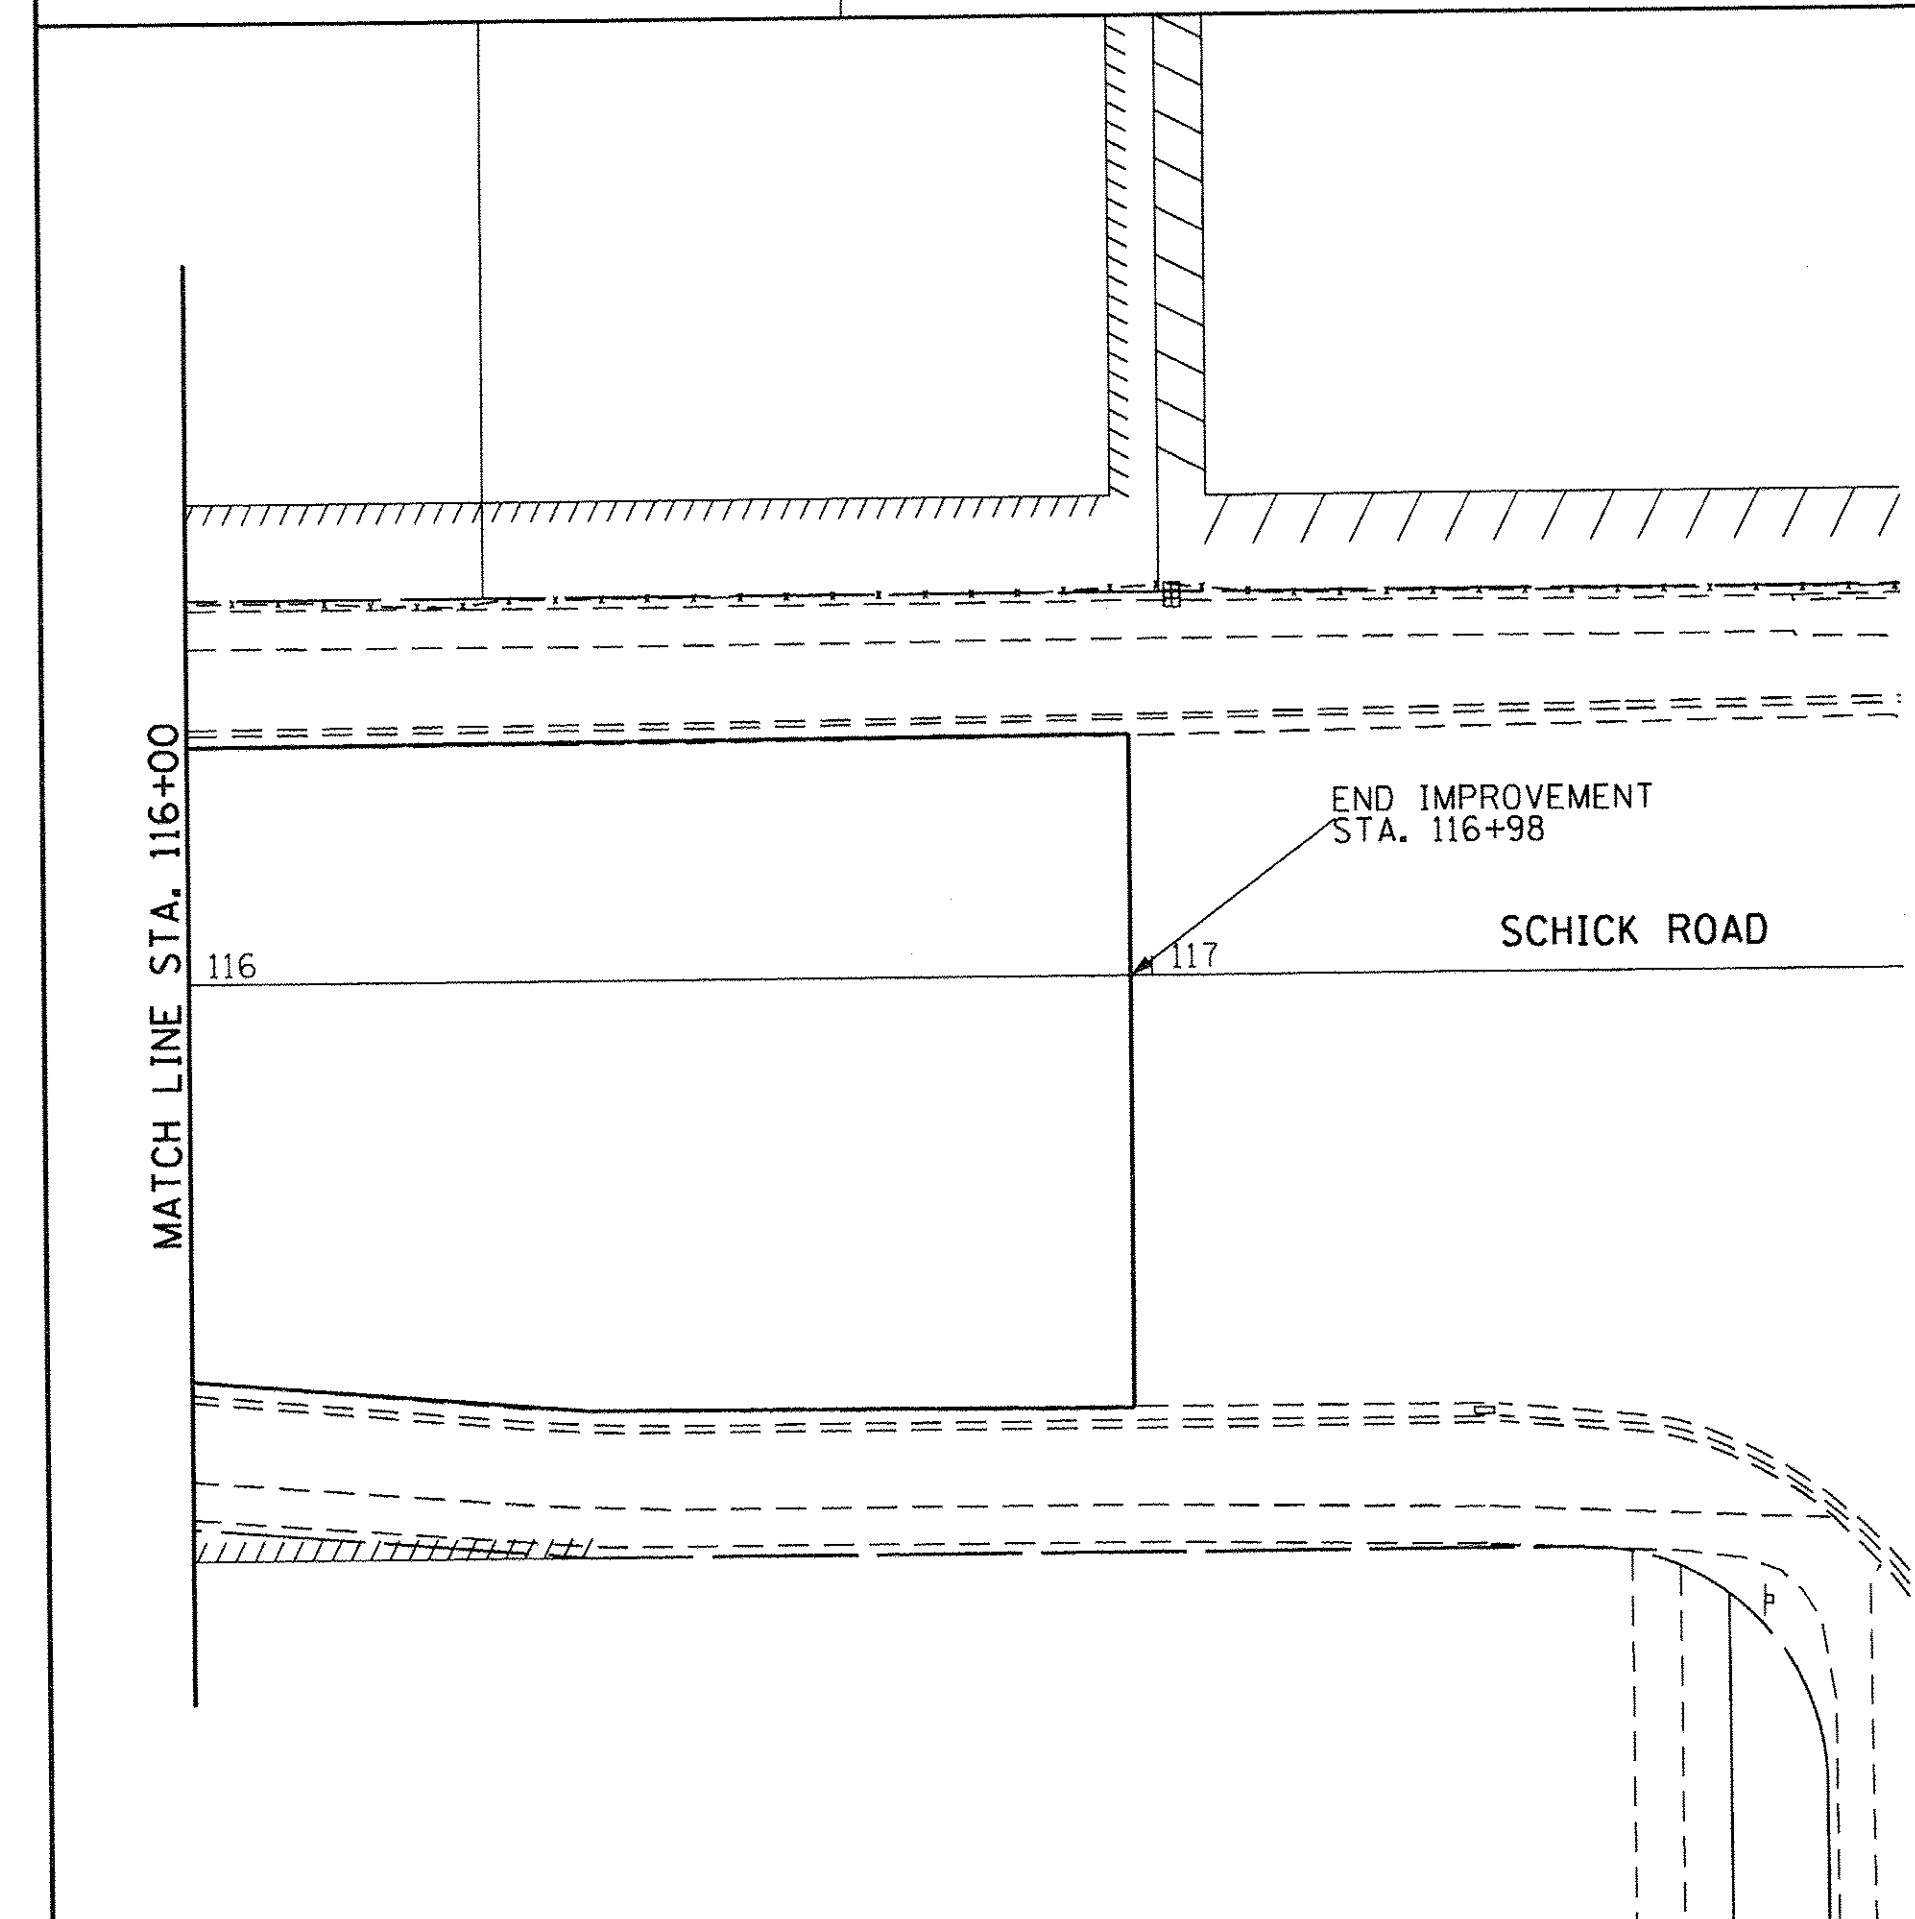 MATCH LINE STA. 116+00
END IMPROVEMENT
STA. 116+98
SCHICK ROAD
116
117